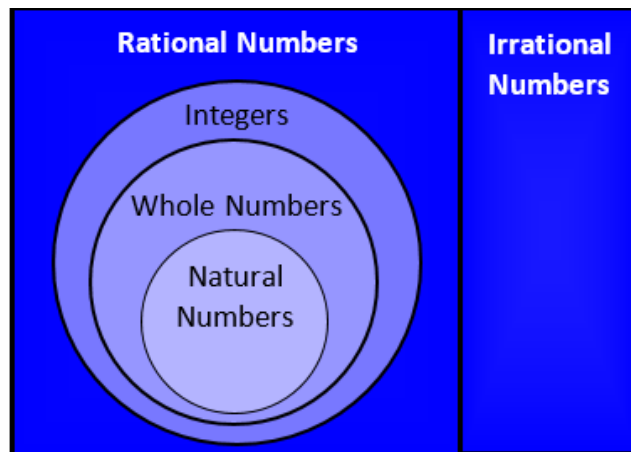 Rational Numbers
Irrational
Numbers
Integers
Whole Numbers
Natural
Numbers